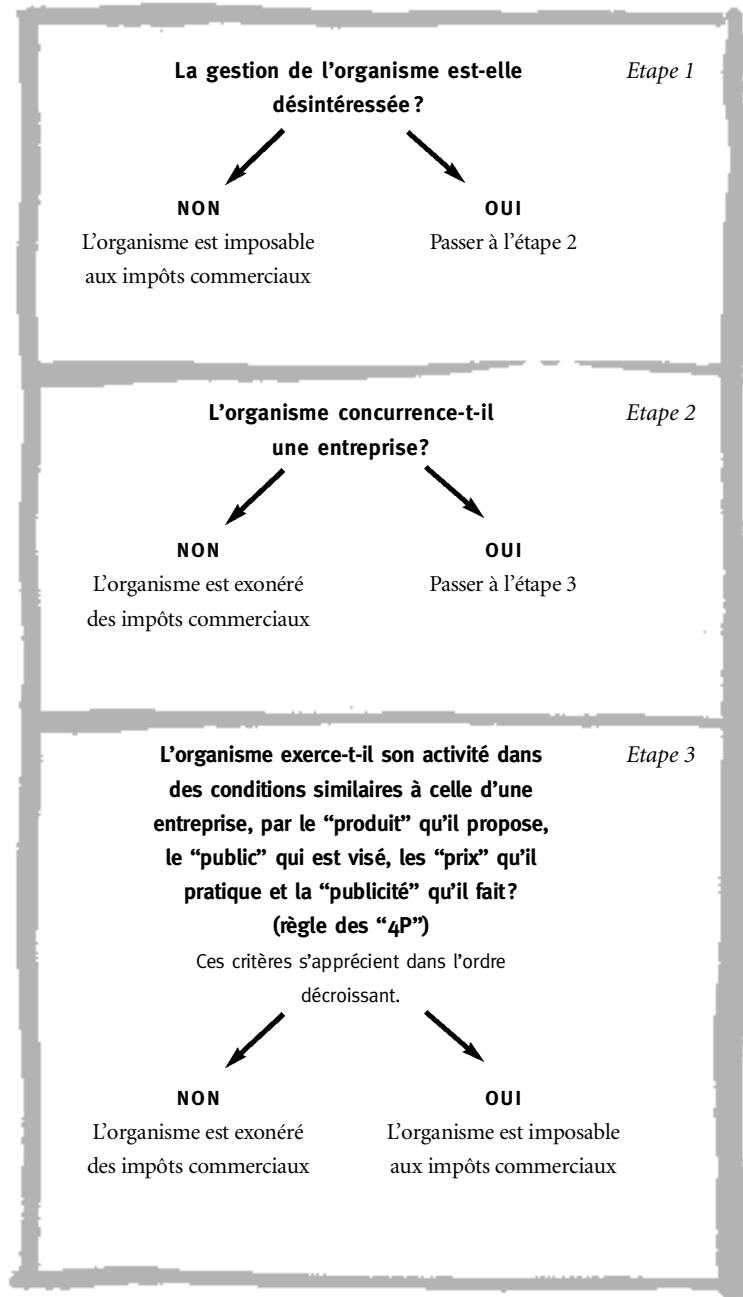 La gestion de l’organisme est-elle
désintéressée ?
Etape 1
NON
L’organisme est imposable
aux impôts commerciaux
OUI
Passer à l’étape 2
L’organisme concurrence-t-il
une entreprise?
Etape 2
NON
L’organisme est exonéré
des impôts commerciaux
OUI
Passer à l’étape 3
L’organisme exerce-t-il son activité dans
des conditions similaires à celle d’une
entreprise, par le “produit” qu’il propose,
le “public” qui est visé, les “prix” qu’il
pratique et la “publicité” qu’il fait?
(règle des “4P”)
Etape 3
Ces critères s'apprécient dans l'ordre
décroissant.
NON
L’organisme est exonéré
des impôts commerciaux
OUI
L’organisme est imposable
aux impôts commerciaux